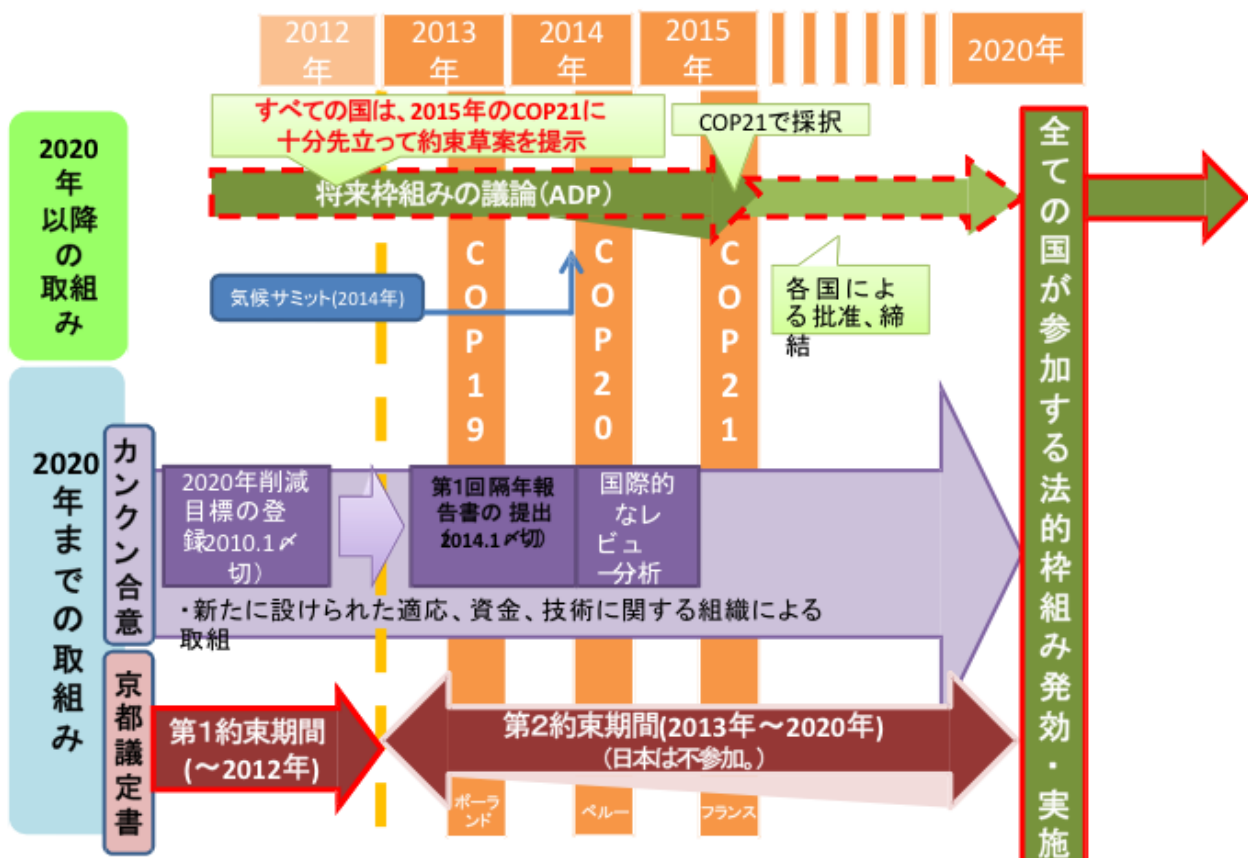 2012
年
2013
年
2014
年
2015
年
2020年
2020
年
以降
の
取組
み
すべての国は、2015年のCOP21に
十分先立って約束草案を提示
COP21で採択
将来枠組みの議論(ADP)
気候サミット(2014年)
各国によ
る批准、締
結
COP19
COP20
COP21
全ての国が参加する法的枠組み発効・実施
2020
年までの取組み
カンクン合意
2020年削減
目標の登
録(2010.1〆
切)
第1回隔年報
告書の 提出
(2014.1〆切)
国際的
なレ
ビュ
ー分析
・新たに設けられた適応、資金、技術に関する組織による
取組
京都議定書
第1約束期間
(～2012年)
第2約束期間(2013年～2020年)
(日本は不参加。)
ポーラ
ンド
ペルー
フランス